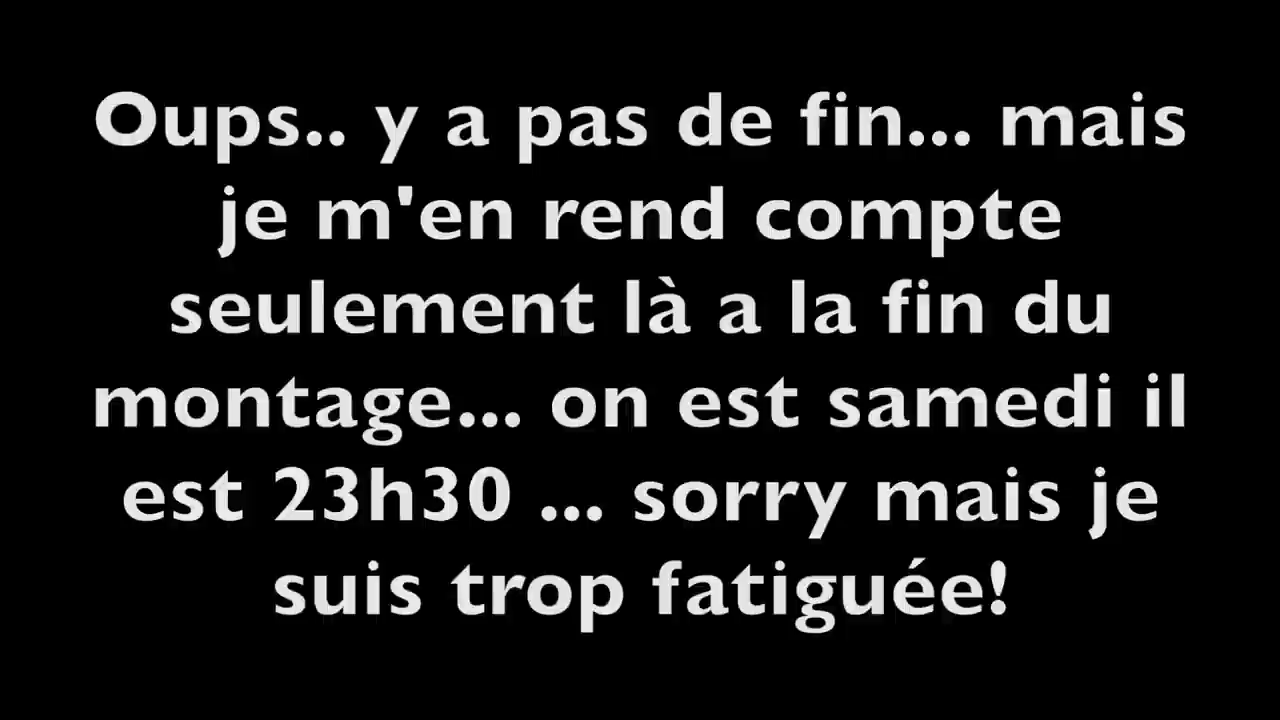 Oups.. y a pas de fin... mais
je m'en rend compte
seulement là a la fin du
montage... on est samedi il
est 23h30 ... sorry mais je
suis trop fatiguée!